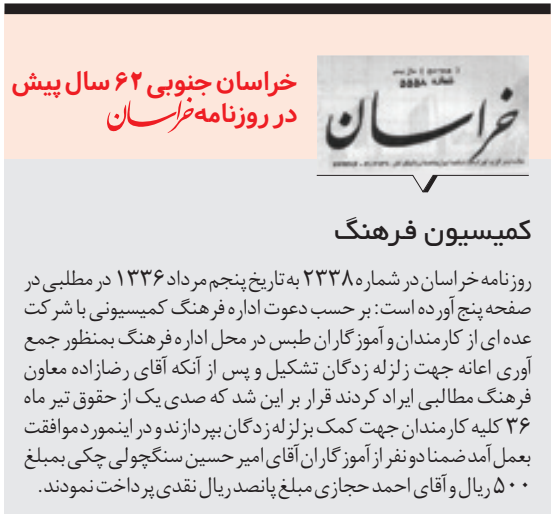 خراسان جنوبی ۶۲ سال پیش
در روزنامه خراسان
خراسان
کمیسیون فرهنگ
روزنامه خراسان در شماره ۲۳۳۸ به تاریخ پنجم مرداد ۱۳۳۶ در مطلبی در
صفحه پنج آورده است: بر حسب دعوت اداره فرهنگ کمیسیونی با شرکت
عده ای از کارمندان و آموزگاران طبس در محل اداره فرهنگ بمنظور جمع
آوری اعانه جهت زلزله زدگان تشکیل و پس از آنکه آقای رضازاده معاون
فرهنگ مطالبی ایراد کردند قرار بر این شد که صدی یک از حقوق تیر ماه
۳۶ کلیه کارمندان جهت کمک بزلزله زدگان بپردازند و در اینمورد موافقت
بعمل آمد ضمنا دو نفر از آموزگاران آقای امیر حسین سنگچولی چکی بمبلغ
۵۰۰ ریال و آقای احمد حجازی مبلغ پانصد ریال نقدی پرداخت نمودند.